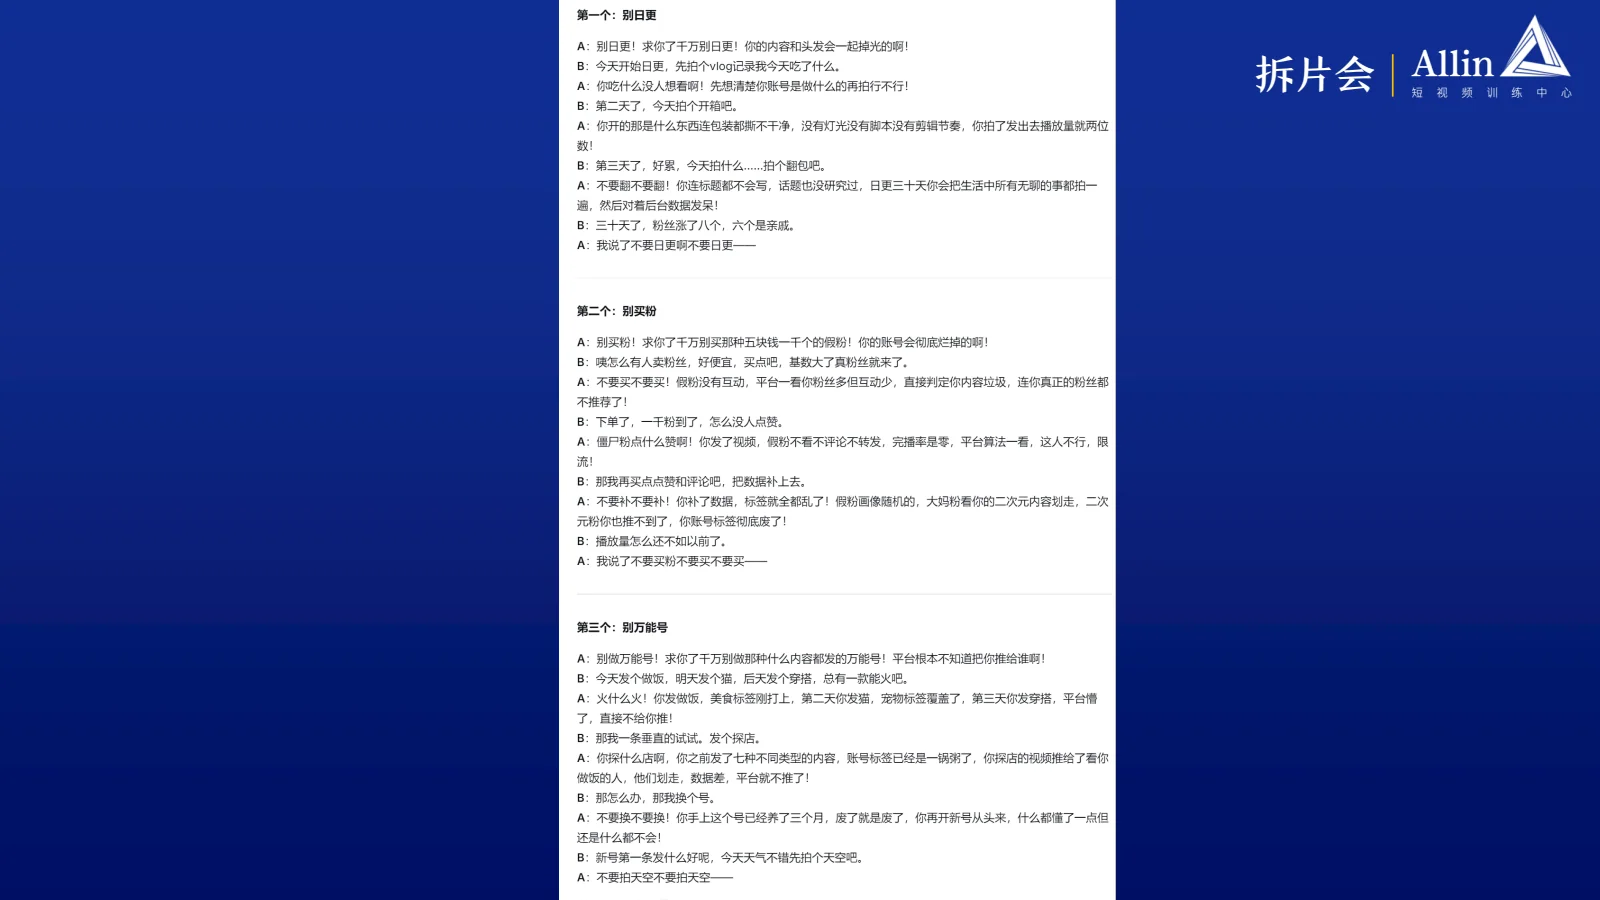 第一个：别日更
A：别日更！求你了千万别日更！你的内容和头发会一起掉光的啊！
B：今天开始日更，先拍个vlog记录我今天吃了什么。
A：你吃什么没人想看啊！先想清楚你账号是做什么的再拍行不行！
B：第二天了，今天拍个开箱吧。
A：你开的那是什么东西连包装都撕不干净，没有灯光没有脚本没有剪辑节奏，你拍了发出去播放量就两位
数！
B：第三天了，好累，今天拍什么……拍个翻包吧。
A：不要翻不要翻！你连标题都不会写，话题也没研究过，日更三十天你会把生活中所有无聊的事都拍一
遍，然后对着后台数据发呆！
B：三十天了，粉丝涨了八个，六个是亲戚。
A：我说了不要日更啊不要日更——
第二个：别买粉
A：别买粉！求你了千万别买那种五块钱一千个的假粉！你的账号会彻底烂掉的啊！
B：咦怎么有人卖粉丝，好便宜，买点吧，基数大了真粉丝就来了。
A：不要买不要买！假粉没有互动，平台一看你粉丝多但互动少，直接判定你内容垃圾，连你真正的粉丝都
不推荐了！
B：下单了，一千粉到了，怎么没人点赞。
A：僵尸粉点什么赞啊！你发了视频，假粉不看不评论不转发，完播率是零，平台算法一看，这人不行，限
流！
B：那我再买点点赞和评论吧，把数据补上去。
A：不要补不要补！你补了数据，标签就全都乱了！假粉画像随机的，大妈粉看你的二次元内容划走，二次
元粉你也推不到了，你账号标签彻底废了！
B：播放量怎么还不如以前了。
A：我说了不要买粉不要买不要买——
第三个：别万能号
A：别做万能号！求你了千万别做那种什么内容都发的万能号！平台根本不知道把你推给谁啊！
B：今天发个做饭，明天发个猫，后天发个穿搭，总有一款能火吧。
A：火什么火！你发做饭，美食标签刚打上，第二天你发猫，宠物标签覆盖了，第三天你发穿搭，平台懵
了，直接不给你推！
B：那我一条垂直的试试。发个探店。
A：你探什么店啊，你之前发了七种不同类型的内容，账号标签已经是一锅粥了，你探店的视频推给了看你
做饭的人，他们划走，数据差，平台就不推了！
B：那怎么办，那我换个号。
A：不要换不要换！你手上这个号已经养了三个月，废了就是废了，你再开新号从头来，什么都懂了一点但
还是什么都不会！
B：新号第一条发什么好呢，今天天气不错先拍个天空吧。
A：不要拍天空不要拍天空——
拆片会
Allin
短视频训练中心